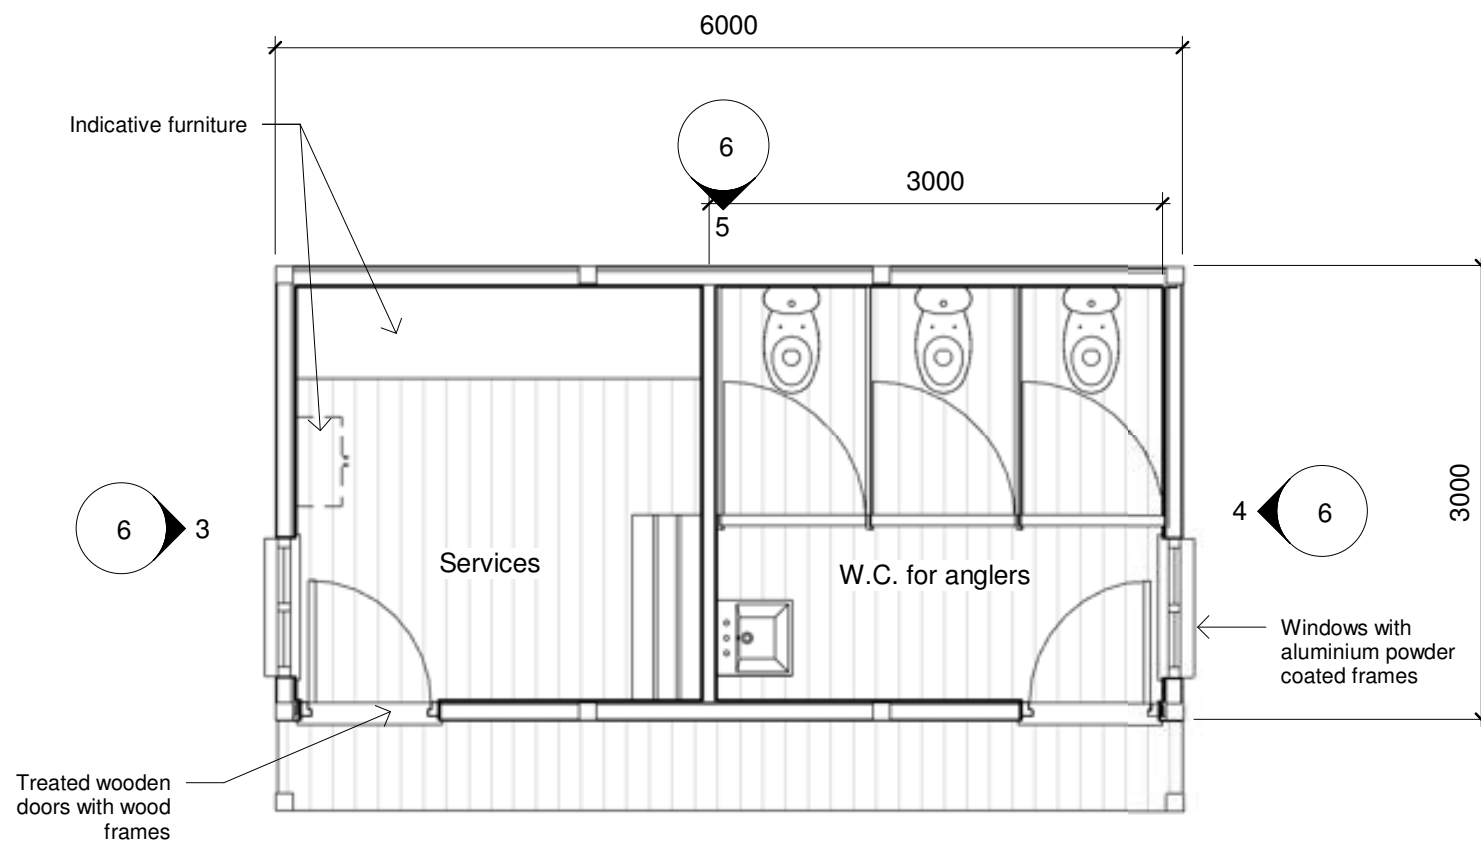 6000
Indicative furniture
6
3000
5
6
3
4
6
3000
Services
W.C. for anglers
Windows with
aluminium powder
coated frames
Treated wooden
doors with wood
frames